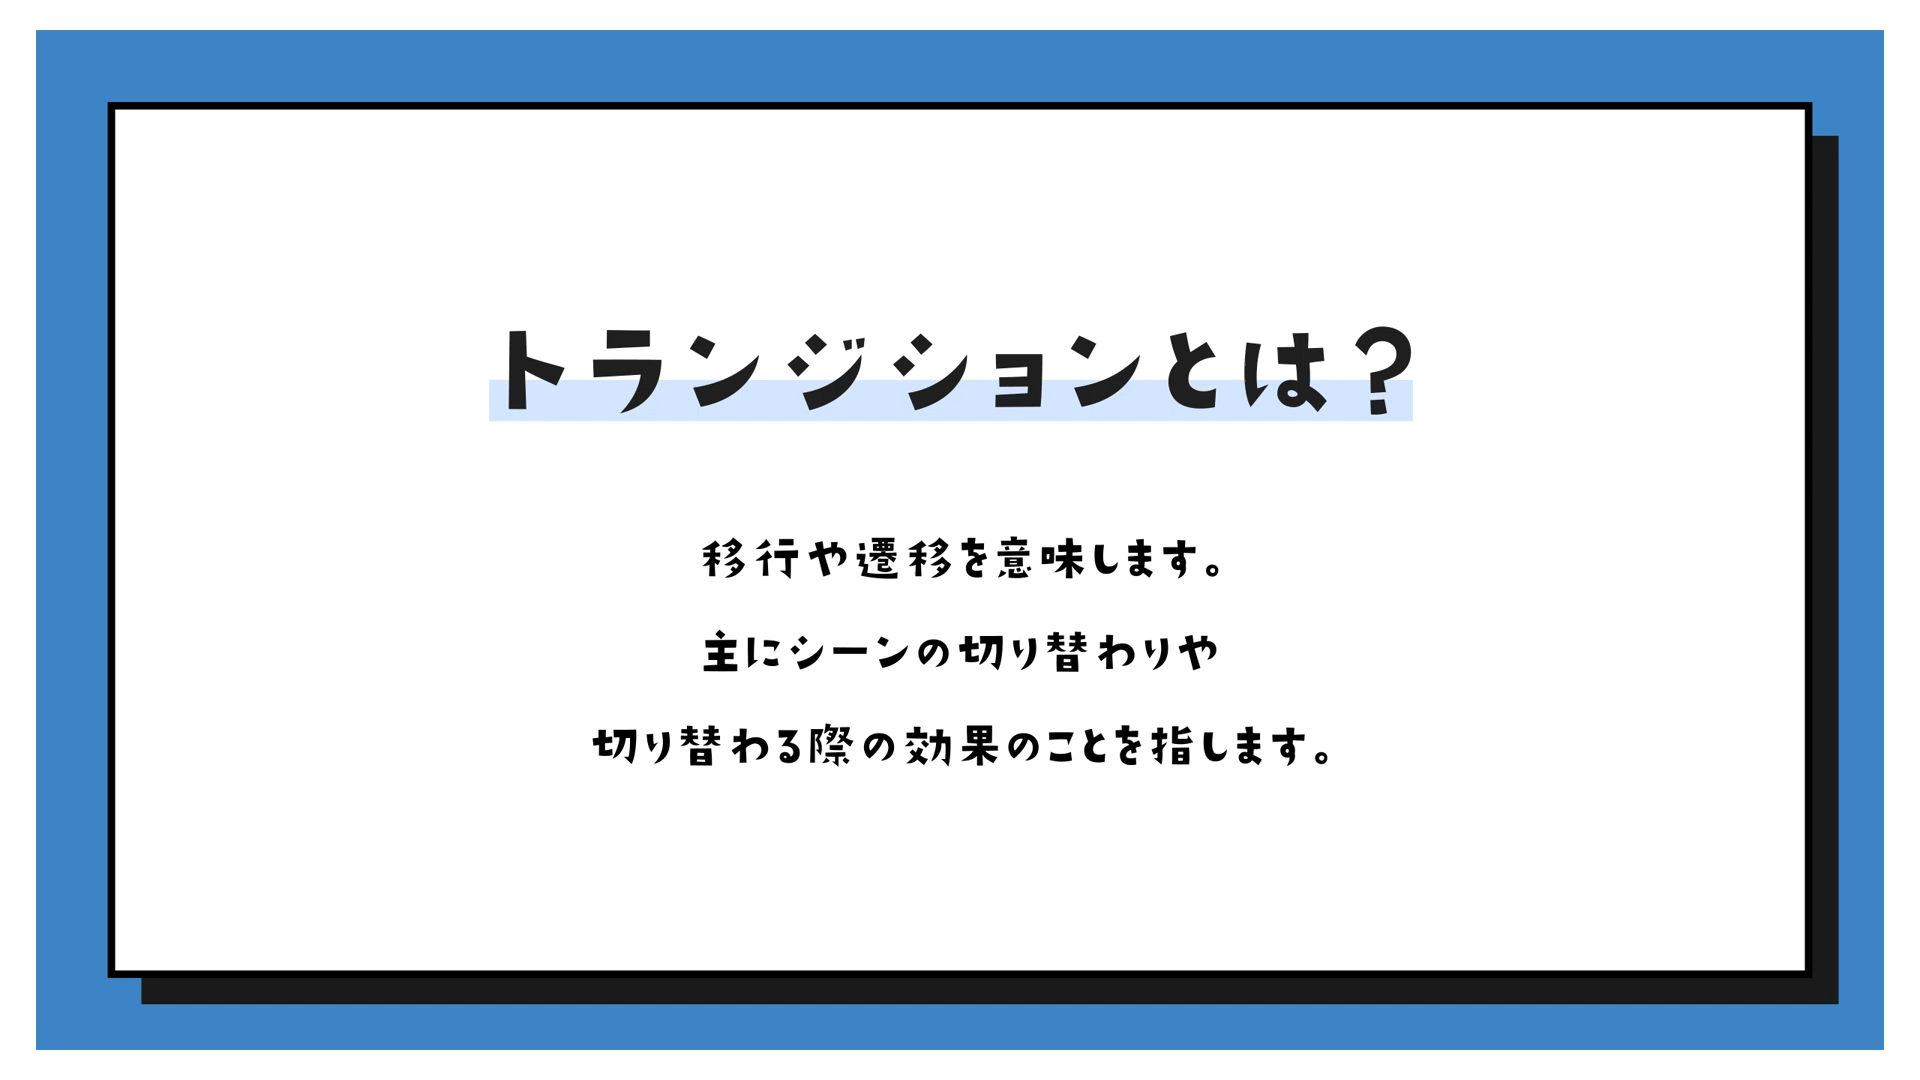 トランジションとは？
移行や遷移を意味します。
主にシーンの切り替わりや
切り替わる際の効果のことを指します。